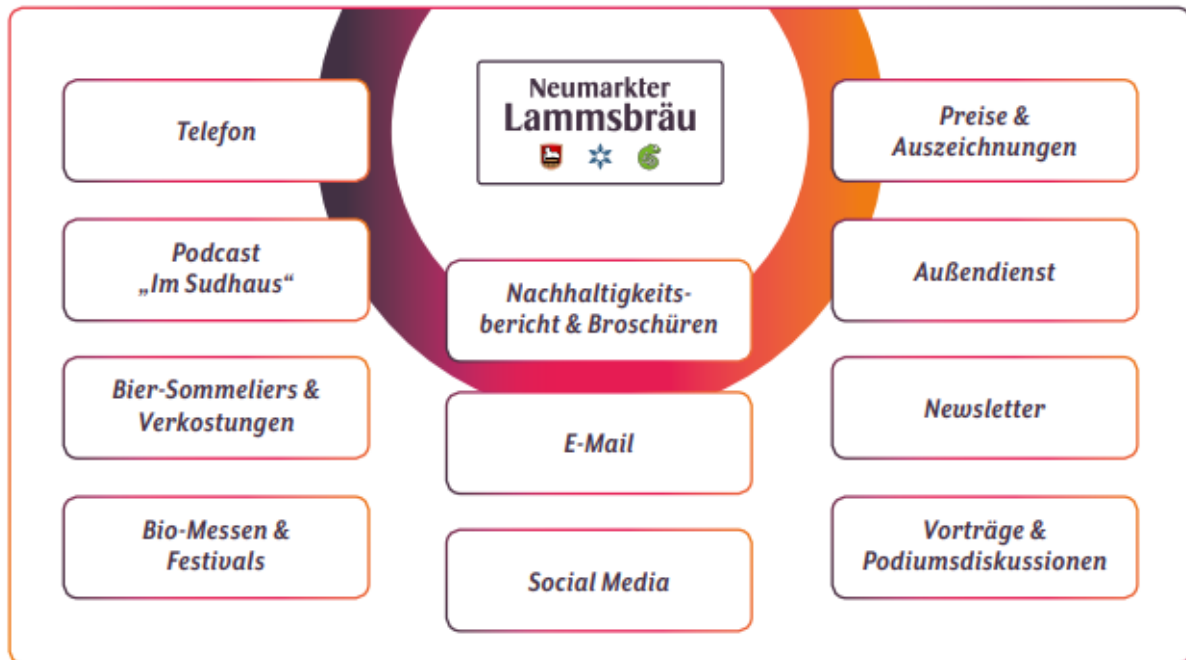 Neumarkter
Lammsbräu
Telefon
Podcast
„Im Sudhaus“
Bier-Sommeliers &
Verkostungen
Bio-Messen &
Festivals
Nachhaltigkeits-
bericht & Broschüren
E-Mail
Social Media
Preise &
Auszeichnungen
Außendienst
Newsletter
Vorträge &
Podiumsdiskussionen